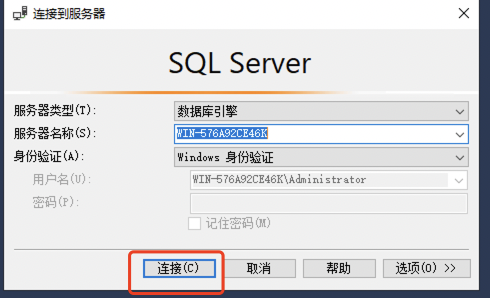 连接到服务器
SQL Server
服务器类型(T): 数据库引擎
服务器名称(S): WIN-576A92CE46K
身份验证(A): Windows 身份验证
用户名(U): WIN-576A92CE46K\Administrator
密码(P):
记住密码(M)
连接(C) 取消 帮助 选项(O) >>